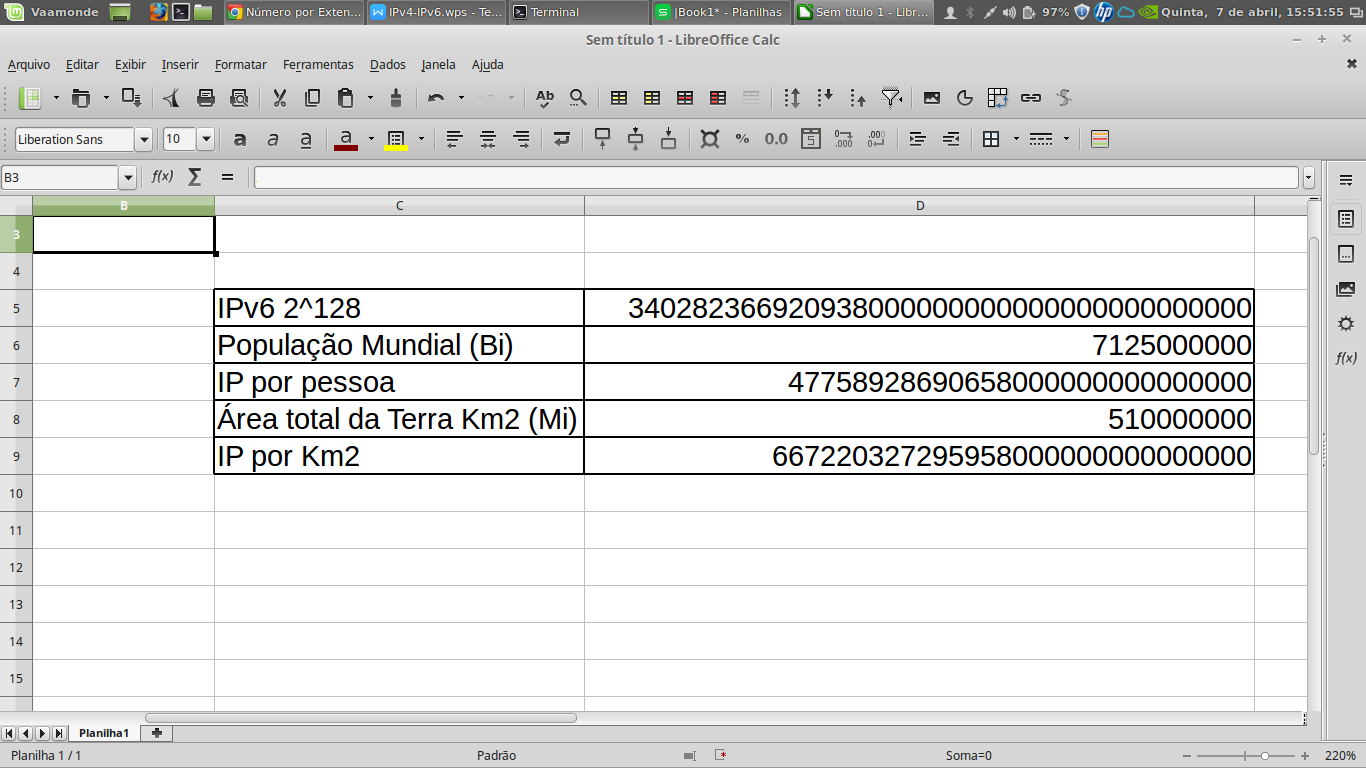 Vaamonde
Número por Exten...
IPv4-IPv6.wps - Te...
Terminal
|Book1* - Planilhas
Sem título 1 - Libr...
97%
Quinta, 7 de abril, 15:51:55
Sem título 1 - LibreOffice Calc
Arquivo Editar Exibir Inserir Formatar Ferramentas Dados Janela Ajuda
Liberation Sans 10
B3 f(x) Σ =
B C D
3
4
5 IPv6 2^128 340282366920938000000000000000000000000
6 População Mundial (Bi) 7125000000
7 IP por pessoa 47758928690658000000000000000
8 Área total da Terra Km2 (Mi) 510000000
9 IP por Km2 667220327295958000000000000000
10
11
12
13
14
15
Planilha1
Planilha 1 / 1 Padrão Soma=0 220%